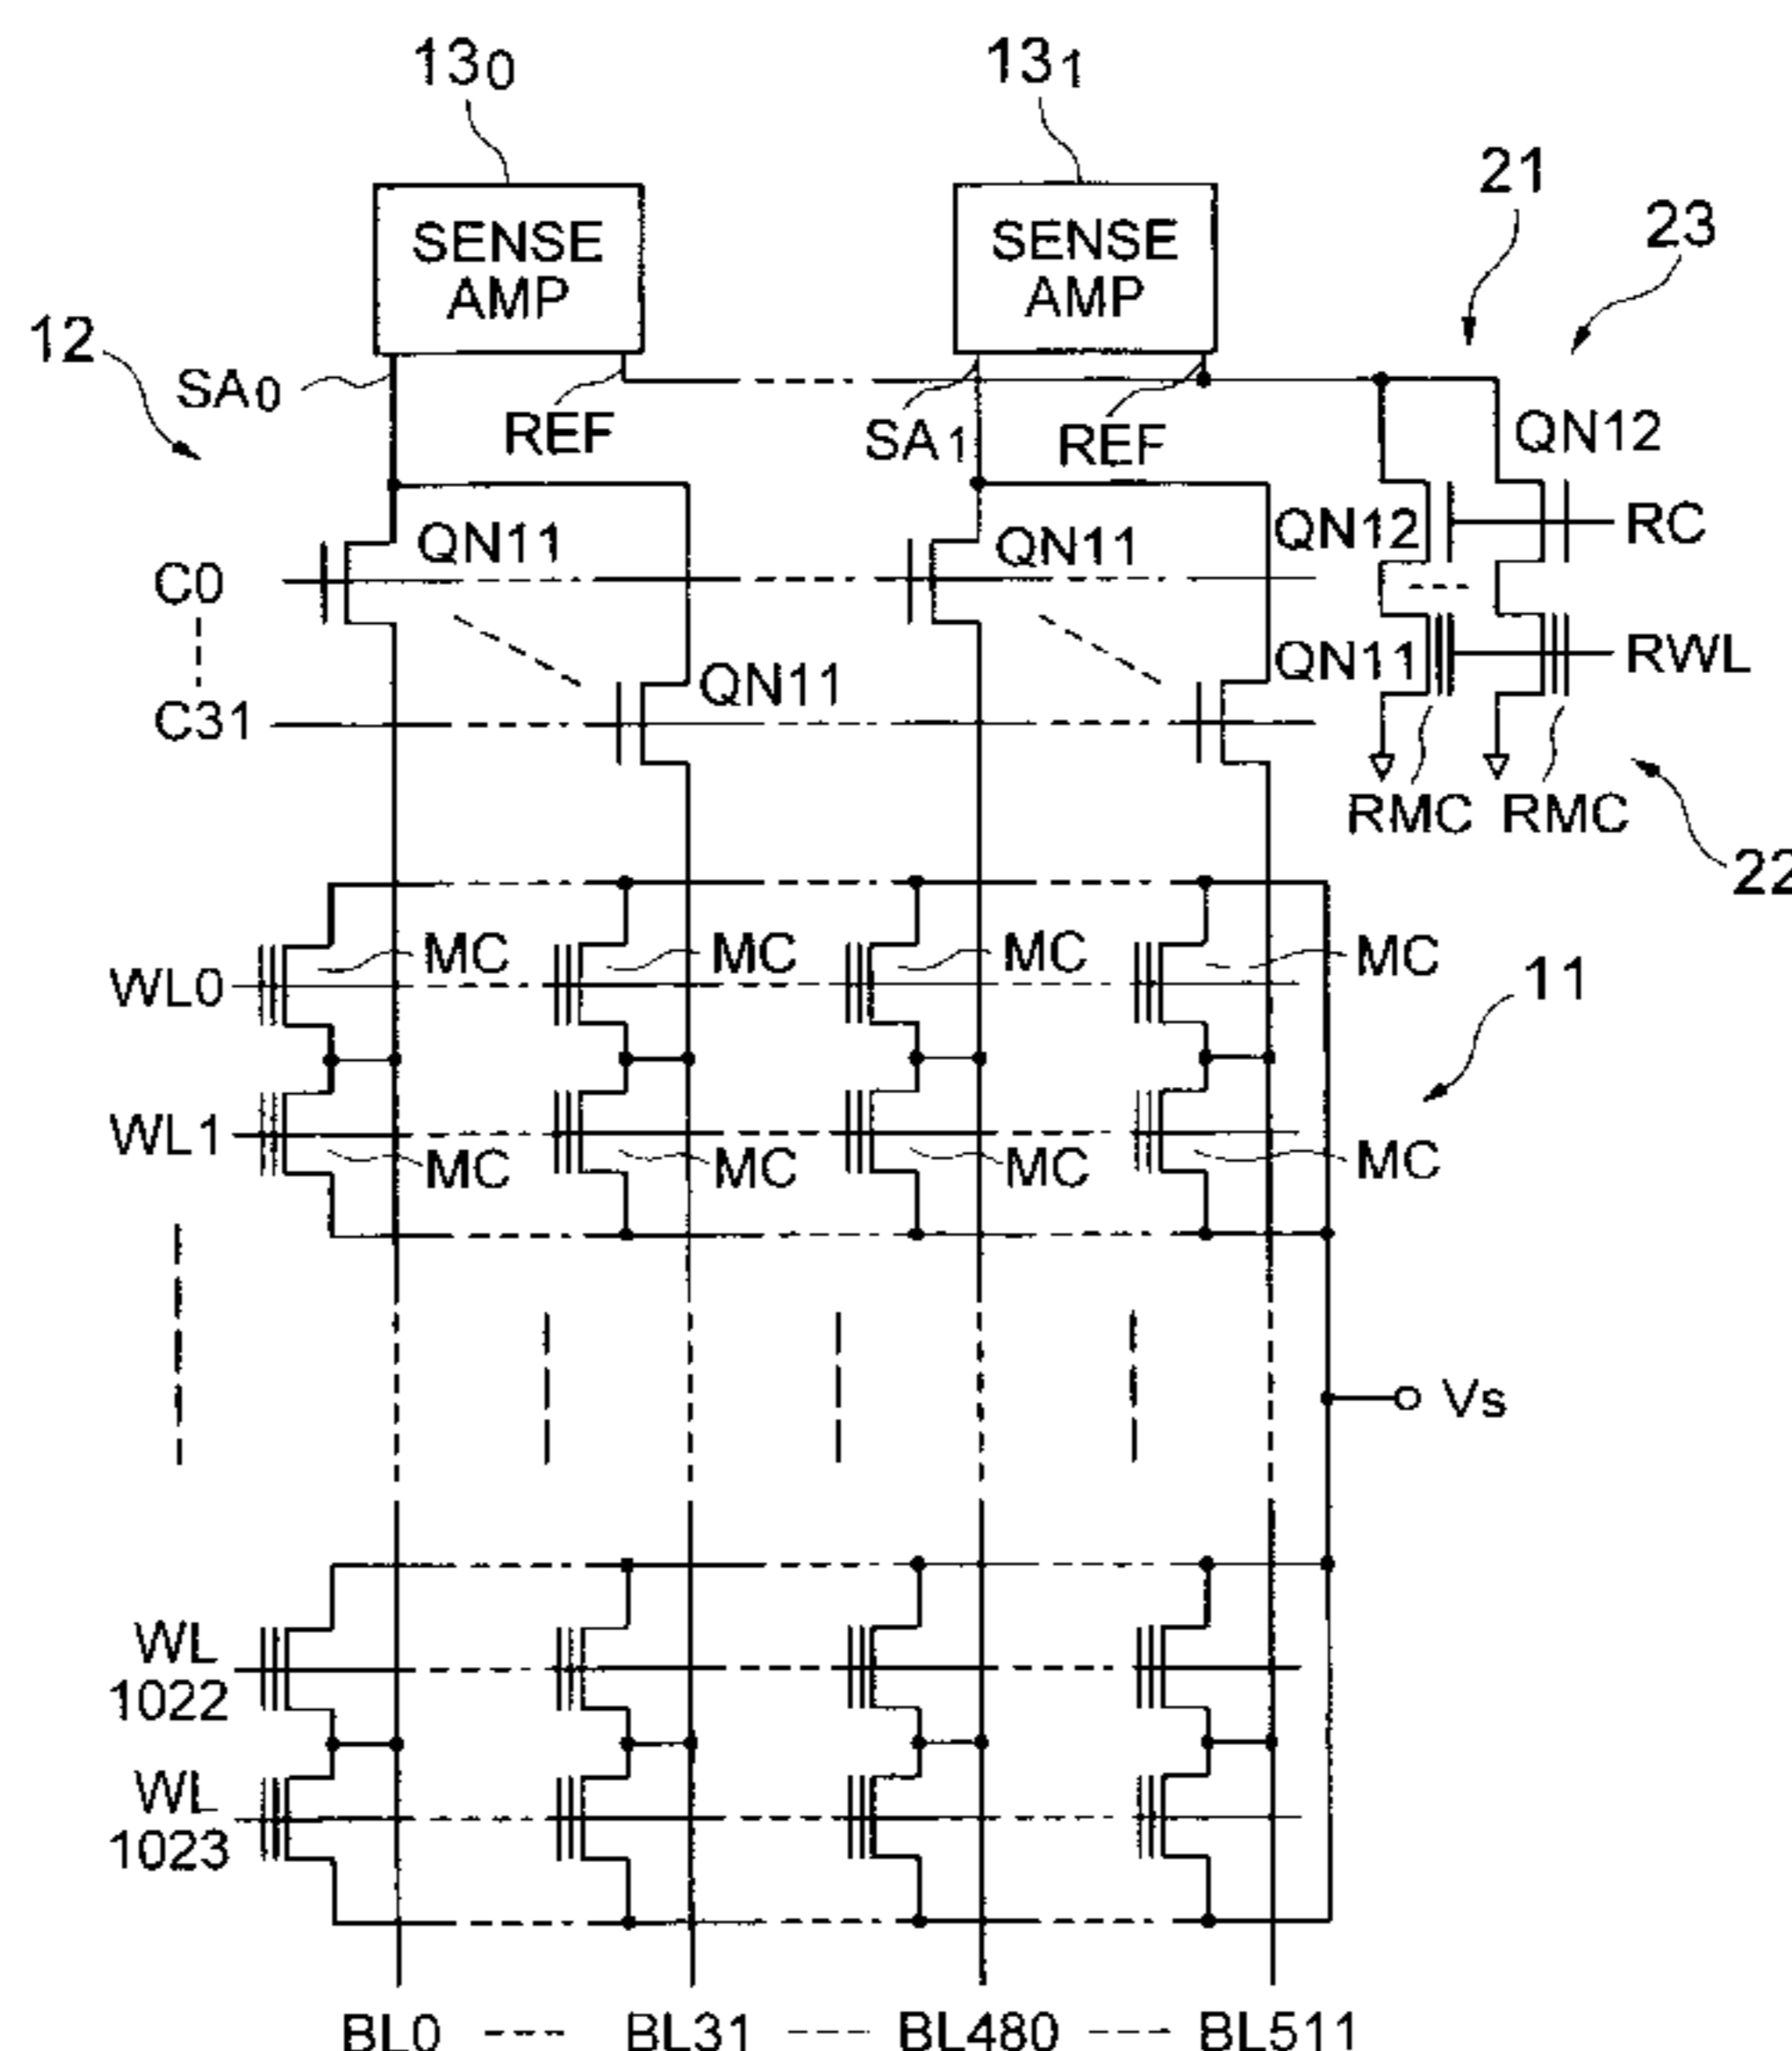 13₀
13₁
21
23
SENSE AMP
SENSE AMP
12
SA₀
REF
SA₁
REF
QN12
C0
QN11
QN11
QN12
RC
QN11
RWL
C31
QN11
RMC
RMC
22
WL0
MC
MC
MC
MC
11
WL1
MC
MC
MC
MC
Vs
WL
1022
WL
1023
BL0
BL31
BL480
BL511